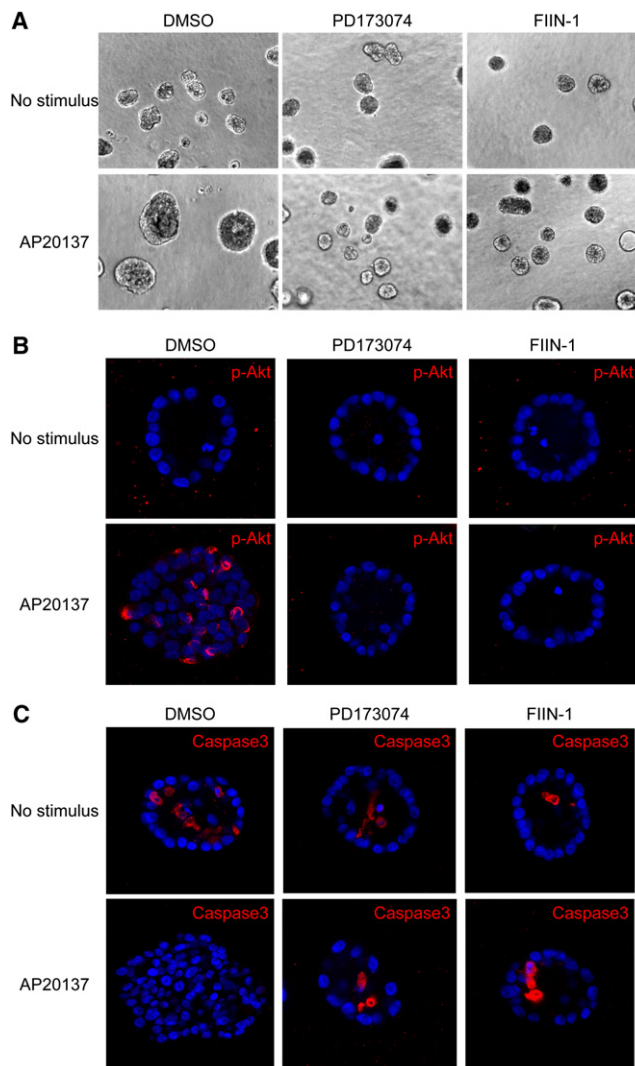 A
DMSO PD173074 FIIN-1
No stimulus
AP20137
B
DMSO PD173074 FIIN-1
No stimulus p-Akt p-Akt p-Akt
AP20137 p-Akt p-Akt p-Akt
C
DMSO PD173074 FIIN-1
No stimulus Caspase3 Caspase3 Caspase3
AP20137 Caspase3 Caspase3 Caspase3